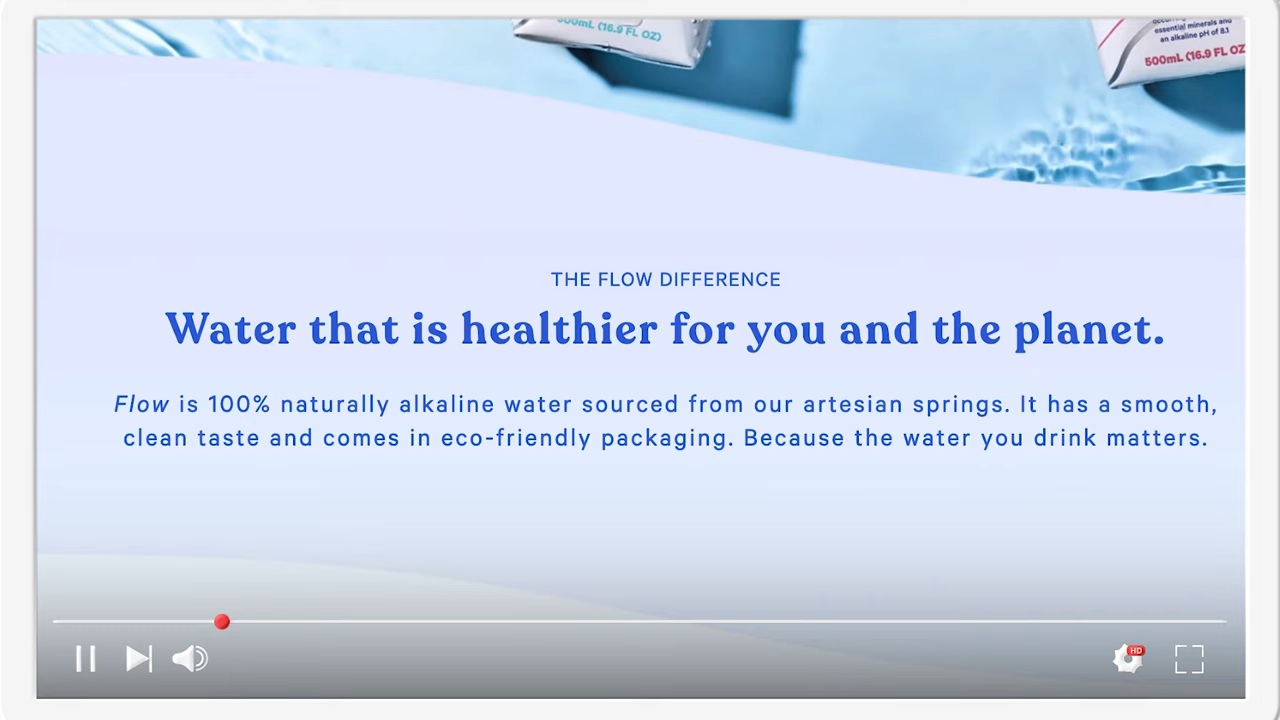 500mL (16.9 FL OZ)
essential minerals and
an alkaline pH of 8.1
500mL (16.9 FL OZ
THE FLOW DIFFERENCE
Water that is healthier for you and the planet.
Flow is 100% naturally alkaline water sourced from our artesian springs. It has a smooth,
clean taste and comes in eco-friendly packaging. Because the water you drink matters.
HD